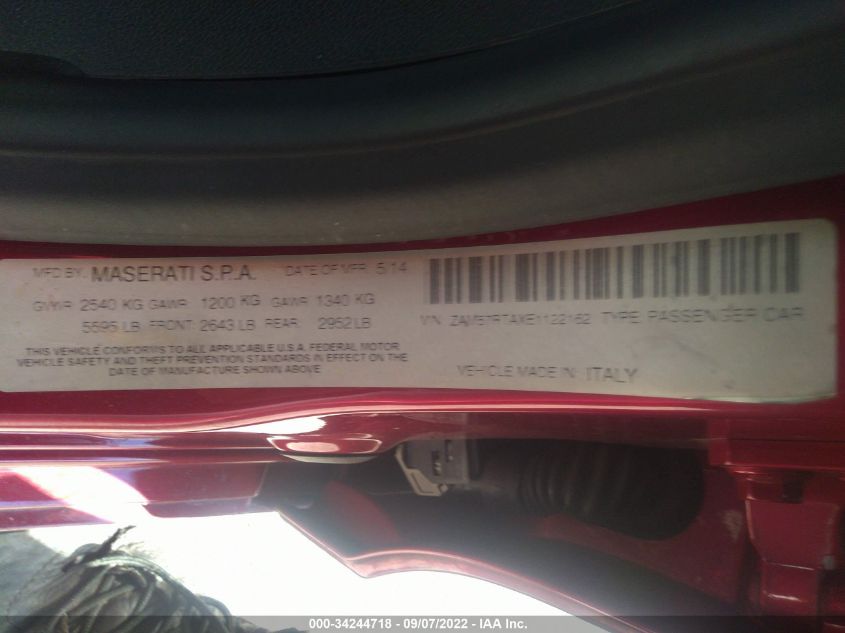 MFD BY: MASERATI S.P.A. DATE OF MFR 5/14
GVWR 2540 KG GAWR 1200 KG GAWR 1340 KG
5595 LB FRONT: 2643 LB REAR: 2952 LB
THIS VEHICLE CONFORMS TO ALL APPLICABLE U.S.A. FEDERAL MOTOR
VEHICLE SAFETY AND THEFT PREVENTION STANDARDS IN EFFECT ON THE
DATE OF MANUFACTURE SHOWN ABOVE
VIN: TYPE: PASSENGER CAR
VEHICLE MADE IN: ITALY
000-34244718 - 09/07/2022 - IAA Inc.